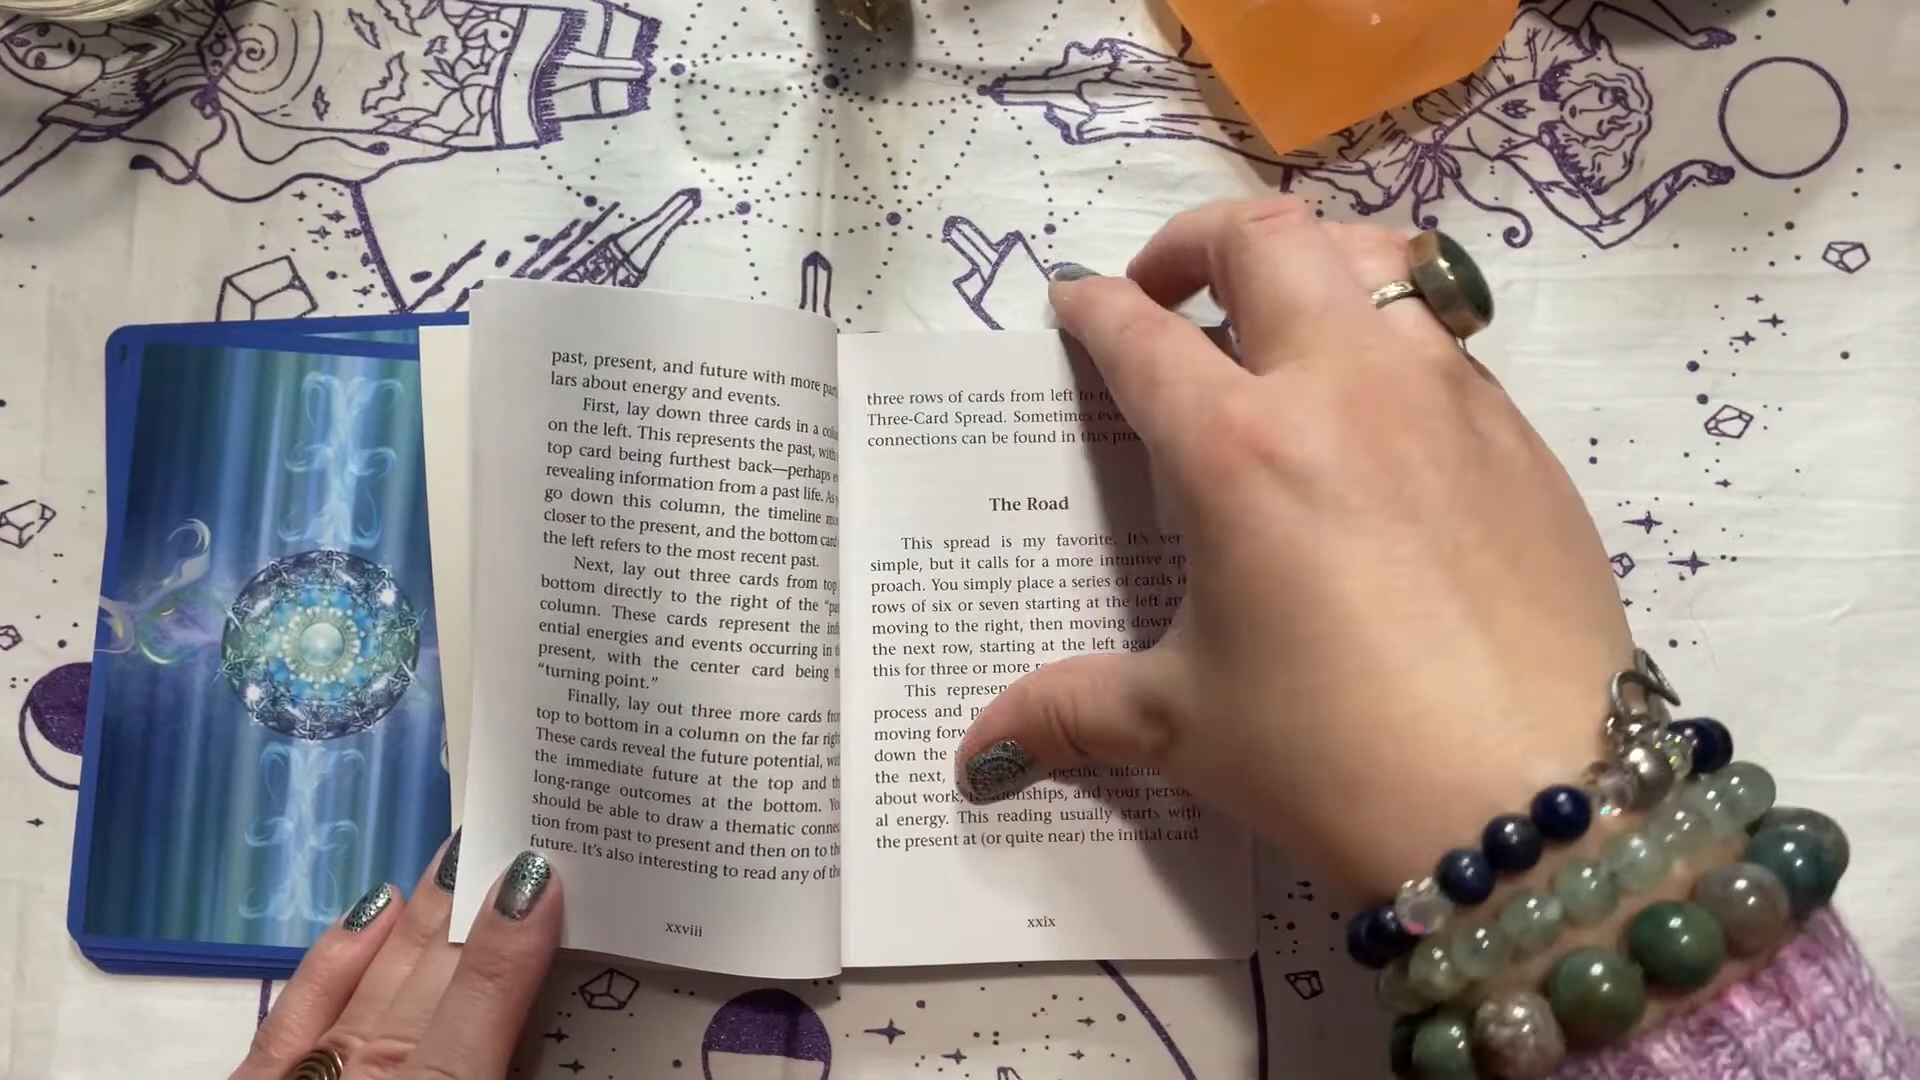 past, present, and future with more
lars about energy and events.
First, lay down three cards in a
on the left. This represents the past, with
top card being furthest back—perhaps
revealing information from a past life. As
go down this column, the timeline
closer to the present, and the bottom card
the left refers to the most recent past.
Next, lay out three cards from top
bottom directly to the right of the
column. These cards represent the
ential energies and events occurring in
present, with the center card being
“turning point.”
Finally, lay out three more cards
top to bottom in a column on the far right
These cards reveal the future potential,
the immediate future at the top and
long-range outcomes at the bottom.
should be able to draw a thematic
tion from past to present and then on to
future. It’s also interesting to read any of
xxviii
three rows of cards from left to
Three-Card Spread. Sometimes
connections can be found in this
The Road
This spread is my favorite. It’s
simple, but it calls for a more intuitive ap
proach. You simply place a series of cards
rows of six or seven starting at the left
moving to the right, then moving down
the next row, starting at the left
this for three or more
This
process and
moving
down the
the next, specific
about work, and your
al energy. This reading usually starts with
the present at (or quite near) the initial card
xxix